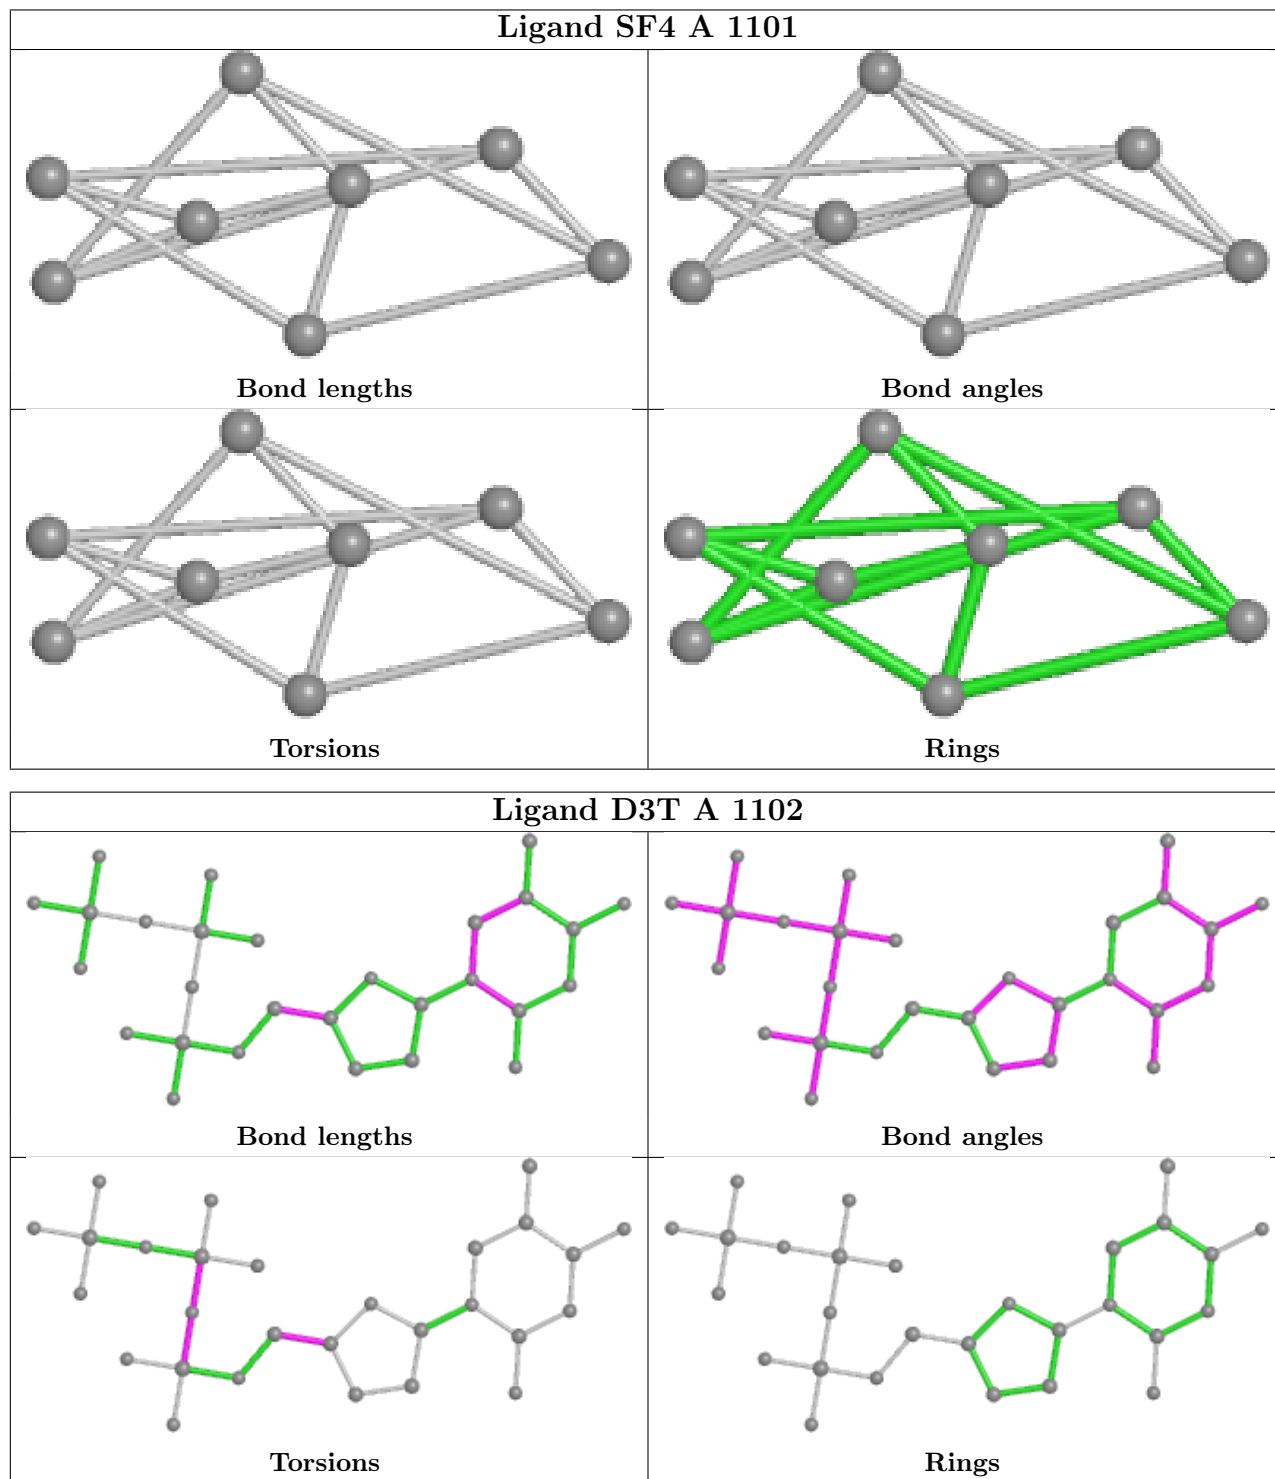 Ligand SF4 A 1101
Bond lengths
Bond angles
Torsions
Rings
Ligand D3T A 1102
Bond lengths
Bond angles
Torsions
Rings